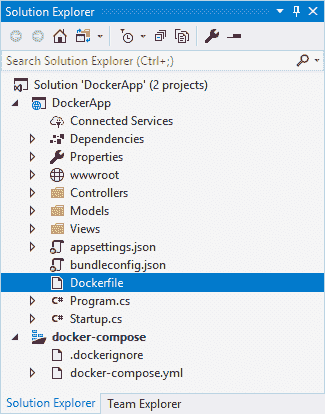 Solution Explorer
Search Solution Explorer (Ctrl+;)
Solution 'DockerApp' (2 projects)
DockerApp
Connected Services
Dependencies
Properties
wwwroot
Controllers
Models
Views
appsettings.json
bundleconfig.json
Dockerfile
C# Program.cs
C# Startup.cs
docker-compose
.dockerignore
docker-compose.yml
Solution Explorer Team Explorer